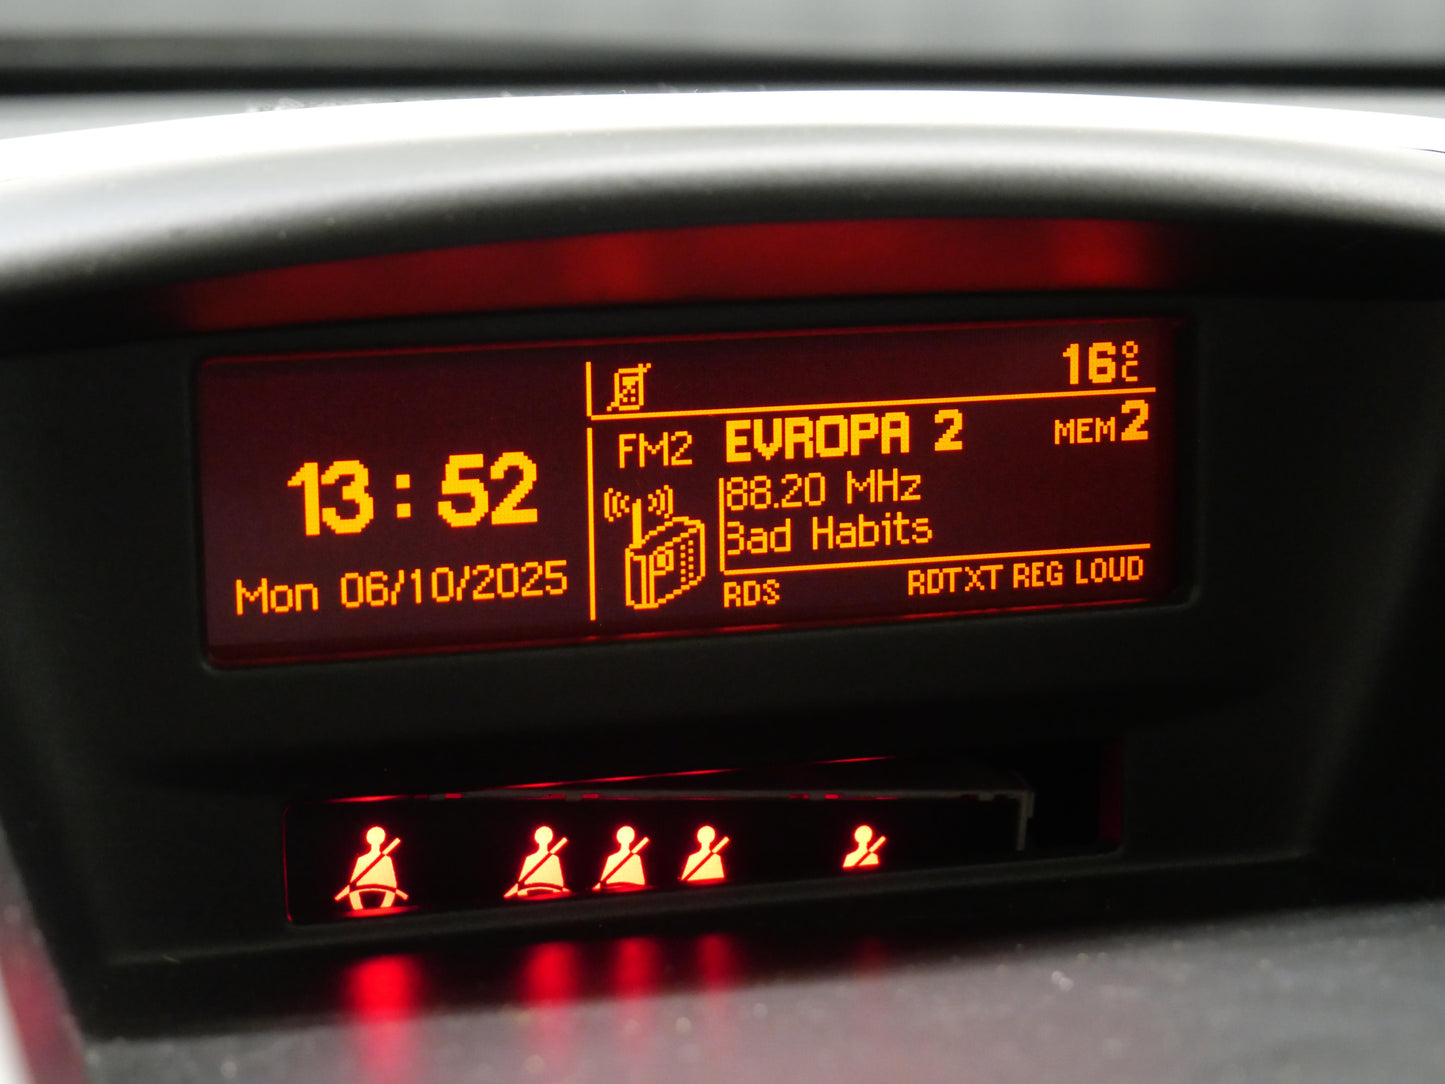 13:52
Mon 06/10/2025
16°C
FM2 EVROPA 2 MEM 2
88.20 MHz
Bad Habits
RDS RDTXT REG LOUD